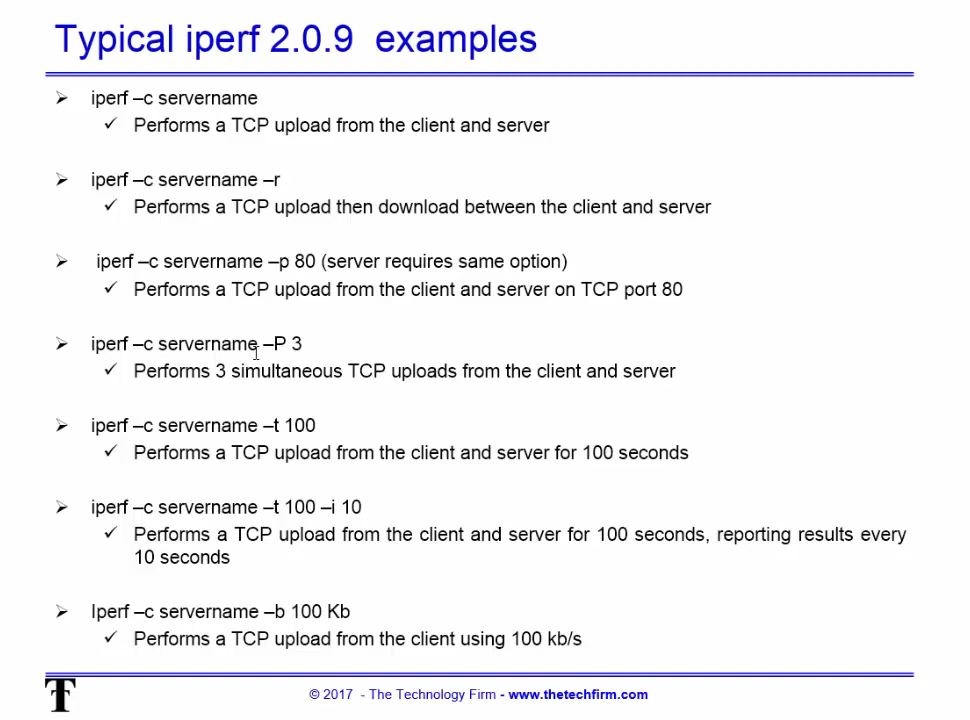 Typical iperf 2.0.9 examples
iperf –c servername
Performs a TCP upload from the client and server
iperf –c servername –r
Performs a TCP upload then download between the client and server
iperf –c servername –p 80 (server requires same option)
Performs a TCP upload from the client and server on TCP port 80
iperf –c servername –P 3
Performs 3 simultaneous TCP uploads from the client and server
iperf –c servername –t 100
Performs a TCP upload from the client and server for 100 seconds
iperf –c servername –t 100 –i 10
Performs a TCP upload from the client and server for 100 seconds, reporting results every
10 seconds
Iperf –c servername –b 100 Kb
Performs a TCP upload from the client using 100 kb/s
T
© 2017 - The Technology Firm - www.thetechfirm.com